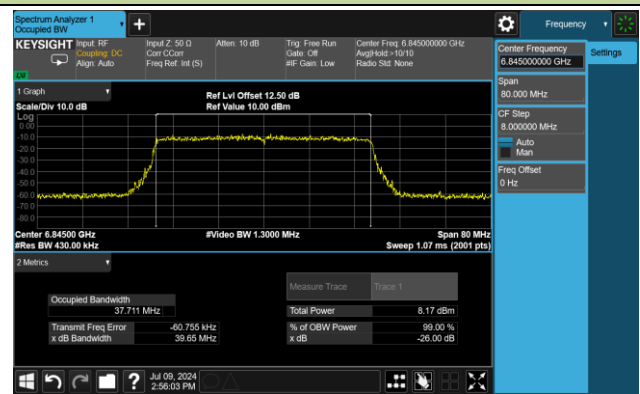 Spectrum Analyzer 1
Occupied BW
Frequency
KEYSIGHT
Input: RF
Coupling: DC
Align: Auto
Input Z: 50 Ω
Corr CCorr
Freq Ref: Int (S)
Atten: 10 dB
Trig: Free Run
Gate: Off
#IF Gain: Low
Center Freq: 6.845000000 GHz
Avg|Hold:>10/10
Radio Std: None
Center Frequency
6.845000000 GHz
Settings
Span
80.000 MHz
CF Step
8.000000 MHz
Auto
Man
Freq Offset
0 Hz
1 Graph
Scale/Div 10.0 dB
Ref Lvl Offset 12.50 dB
Ref Value 10.00 dBm
Log
0.00
-10.0
-20.0
-30.0
-40.0
-50.0
-60.0
-70.0
-80.0
Center 6.84500 GHz
#Video BW 1.3000 MHz
Span 80 MHz
#Res BW 430.00 kHz
Sweep 1.07 ms (2001 pts)
2 Metrics
Measure Trace
Trace 1
Occupied Bandwidth
37.711 MHz
Total Power
8.17 dBm
Transmit Freq Error
-60.755 kHz
% of OBW Power
99.00 %
x dB Bandwidth
39.65 MHz
x dB
-26.00 dB
Jul 09, 2024
2:56:03 PM